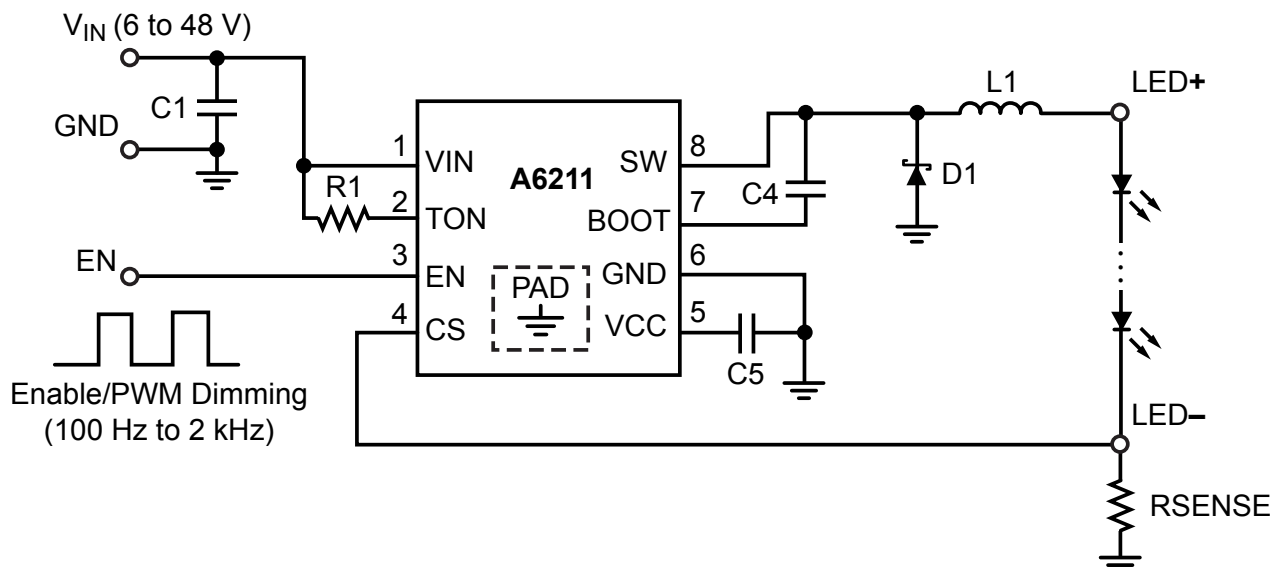 VIN (6 to 48 V)
C1
GND
L1
LED+
1
VIN
A6211
SW
8
R1
2
TON
C4
D1
BOOT
7
EN
3
EN
PAD
GND
6
4
CS
VCC
5
C5
Enable/PWM Dimming
(100 Hz to 2 kHz)
LED–
RSENSE